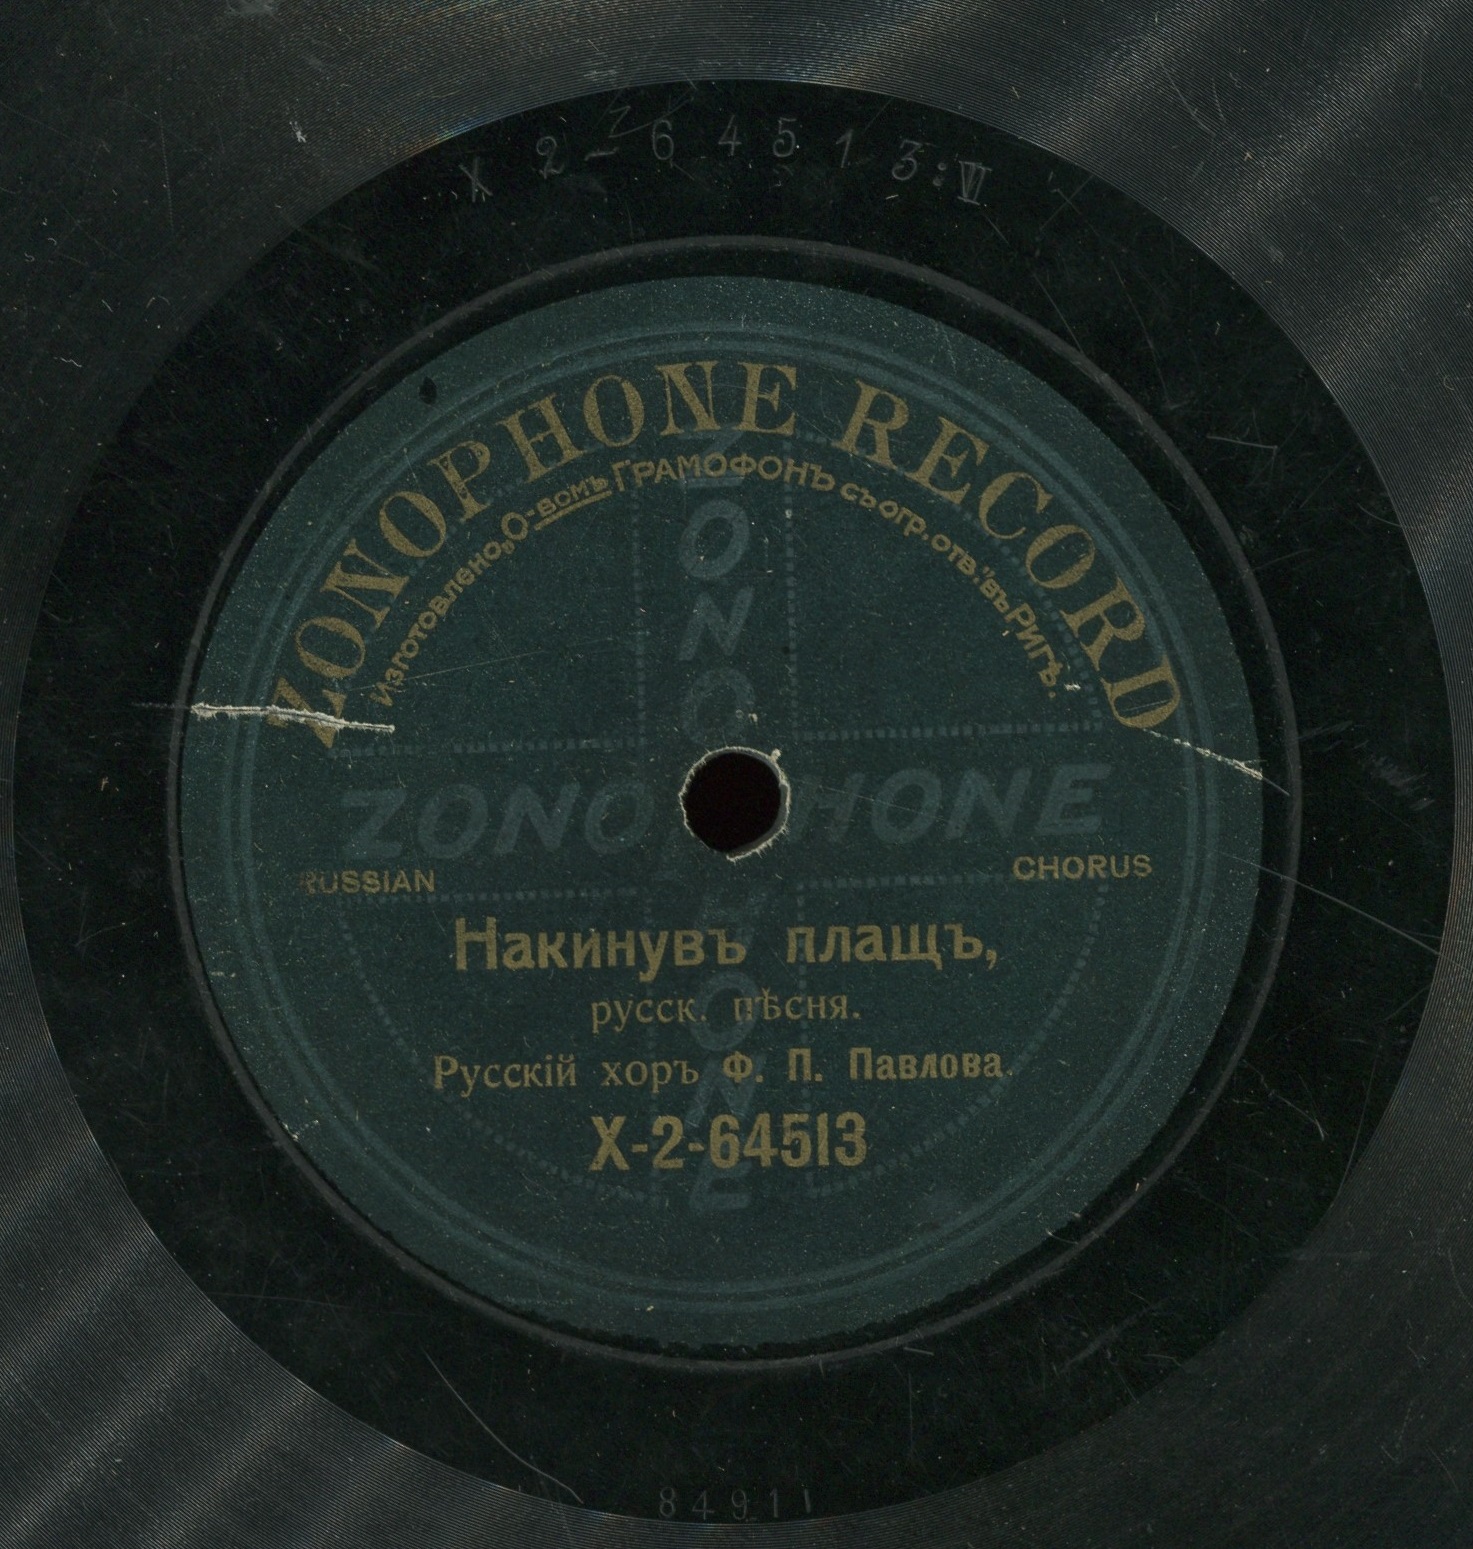 X 2-64513:VI
ZONOPHONE RECORD
Изготовлено „О-вомъ Грамофонъ съ огр. отв.“ въ Ригѣ.
ZONOPHONE
ZONOPHONE
RUSSIAN CHORUS
Накинувъ плащъ,
русск. пѣсня.
Русскій хоръ Ф. П. Павлова.
X-2-64513
84911